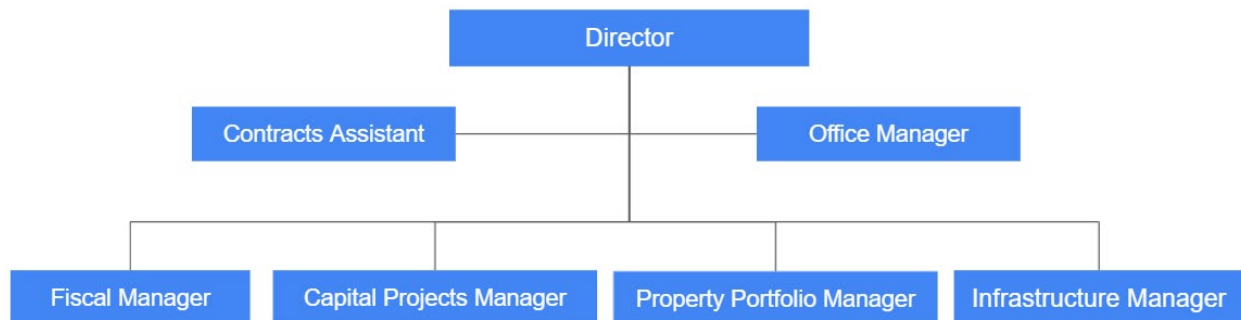 Director
Contracts Assistant
Office Manager
Fiscal Manager
Capital Projects Manager
Property Portfolio Manager
Infrastructure Manager